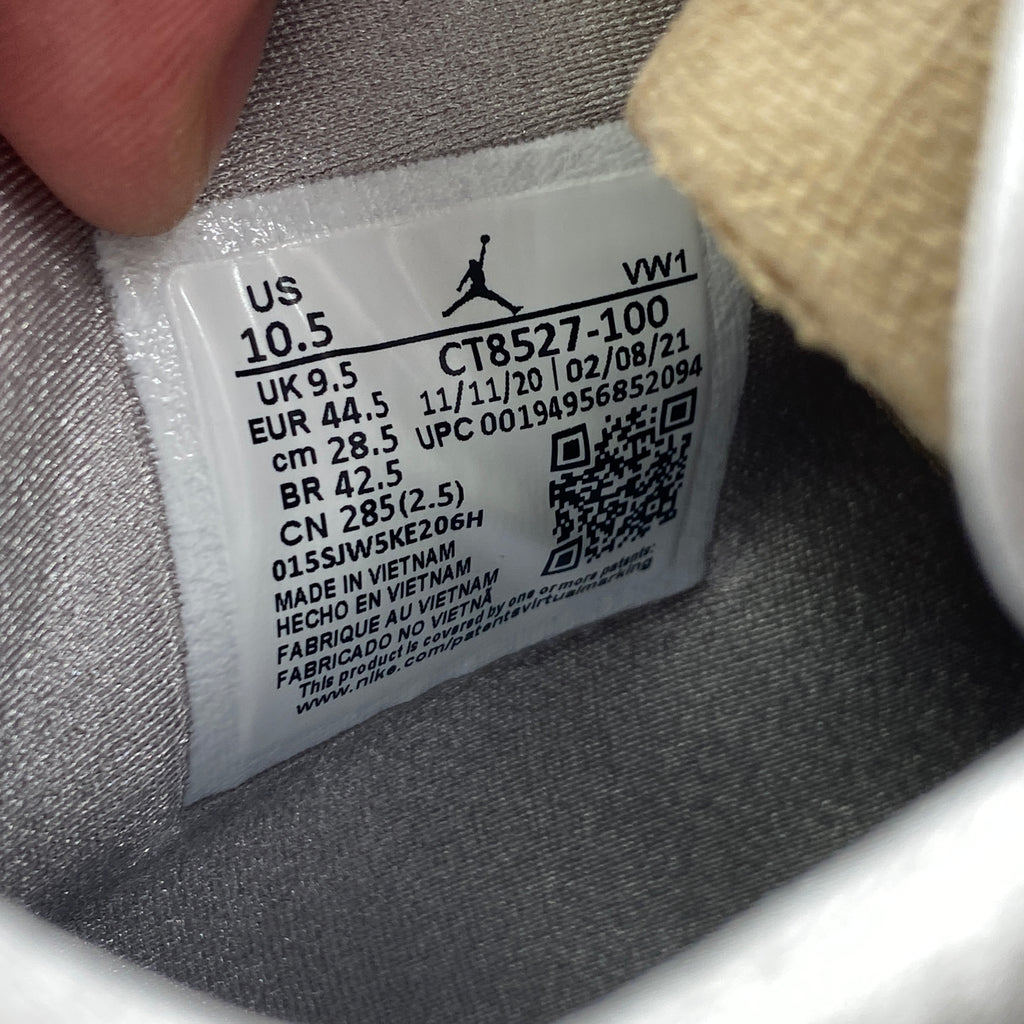 US
10.5
VW1
UK 9.5
EUR 44.5
cm 28.5
BR 42.5
CN 285(2.5)
CT8527-100
11/11/20 | 02/08/21
UPC 00194956852094
015SJW5KE206H
MADE IN VIETNAM
HECHO EN VIETNAM
FABRIQUE AU VIETNAM
FABRICADO NO VIETNÃ
This product is covered by one or more patents:
www.nike.com/patentsvirtualmarking